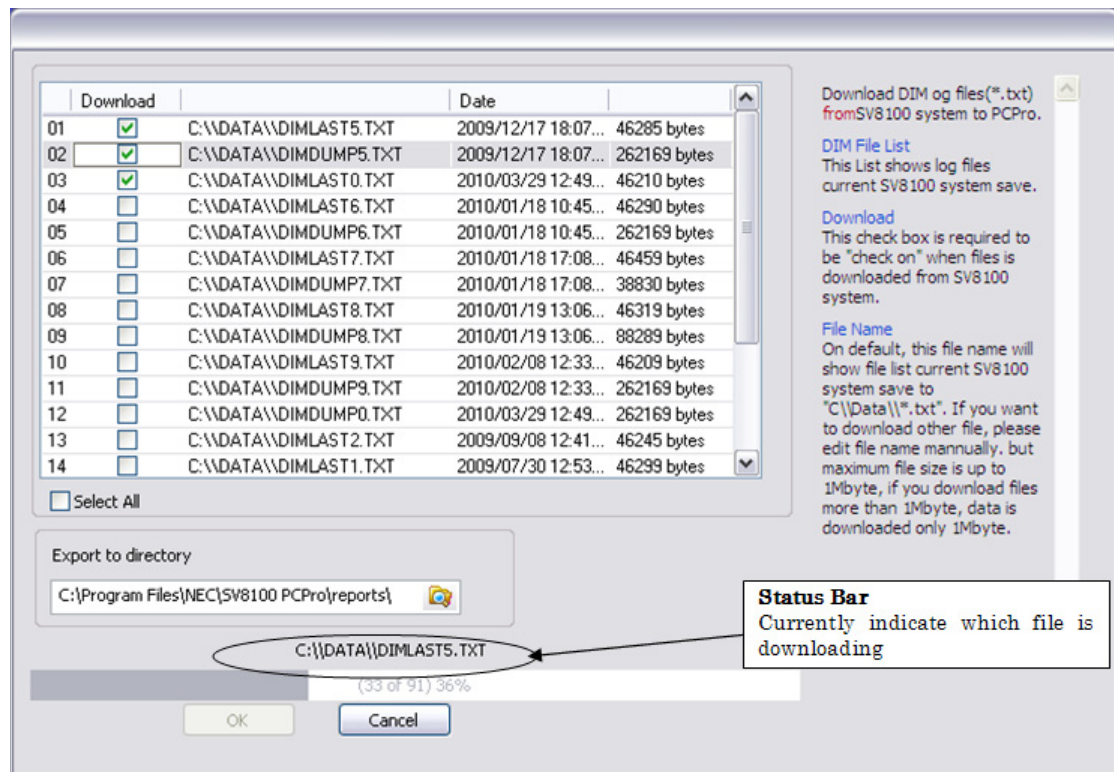 Download Date
01 C:\\DATA\\DIMLAST5.TXT 2009/12/17 18:07... 46285 bytes
02 C:\\DATA\\DIMDUMP5.TXT 2009/12/17 18:07... 262169 bytes
03 C:\\DATA\\DIMLAST0.TXT 2010/03/29 12:49... 46210 bytes
04 C:\\DATA\\DIMLAST6.TXT 2010/01/18 10:45... 46290 bytes
05 C:\\DATA\\DIMDUMP6.TXT 2010/01/18 10:45... 262169 bytes
06 C:\\DATA\\DIMLAST7.TXT 2010/01/18 17:08... 46459 bytes
07 C:\\DATA\\DIMDUMP7.TXT 2010/01/18 17:08... 38830 bytes
08 C:\\DATA\\DIMLAST8.TXT 2010/01/19 13:06... 46319 bytes
09 C:\\DATA\\DIMDUMP8.TXT 2010/01/19 13:06... 88289 bytes
10 C:\\DATA\\DIMLAST9.TXT 2010/02/08 12:33... 46209 bytes
11 C:\\DATA\\DIMDUMP9.TXT 2010/02/08 12:33... 262169 bytes
12 C:\\DATA\\DIMDUMP0.TXT 2010/03/29 12:49... 262169 bytes
13 C:\\DATA\\DIMLAST2.TXT 2009/09/08 12:41... 46245 bytes
14 C:\\DATA\\DIMLAST1.TXT 2009/07/30 12:53... 46299 bytes
Select All
Export to directory
C:\Program Files\NEC\SV8100 PCPro\reports\
C:\\DATA\\DIMLAST5.TXT
(33 of 91) 36%
OK Cancel
Download DIM og files(*.txt)
fromSV8100 system to PCPro.
DIM File List
This List shows log files
current SV8100 system save.
Download
This check box is required to
be "check on" when files is
downloaded from SV8100
system.
File Name
On default, this file name will
show file list current SV8100
system save to
"C\\Data\\*.txt". If you want
to download other file, please
edit file name mannually. but
maximum file size is up to
1Mbyte, if you download files
more than 1Mbyte, data is
downloaded only 1Mbyte.
Status Bar
Currently indicate which file is
downloading